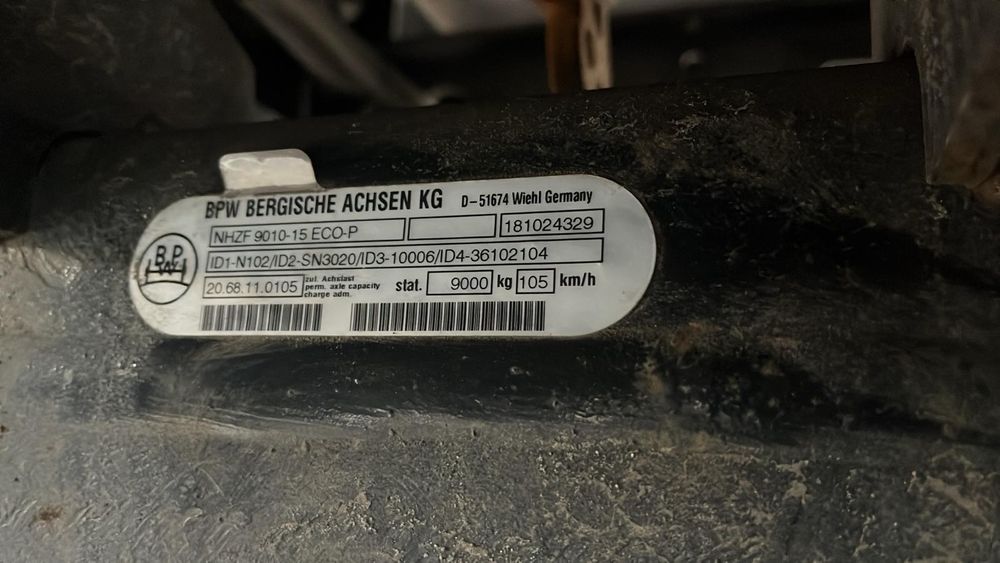 BPW BERGISCHE ACHSEN KG D-51674 Wiehl Germany
NHZF 9010-15 ECO-P 181024329
BPW
ID1-N102/ID2-SN3020/ID3-10006/ID4-36102104
20.68.11.0105 zul. Achslast perm. axle capacity charge adm. stat. 9000 kg 105 km/h